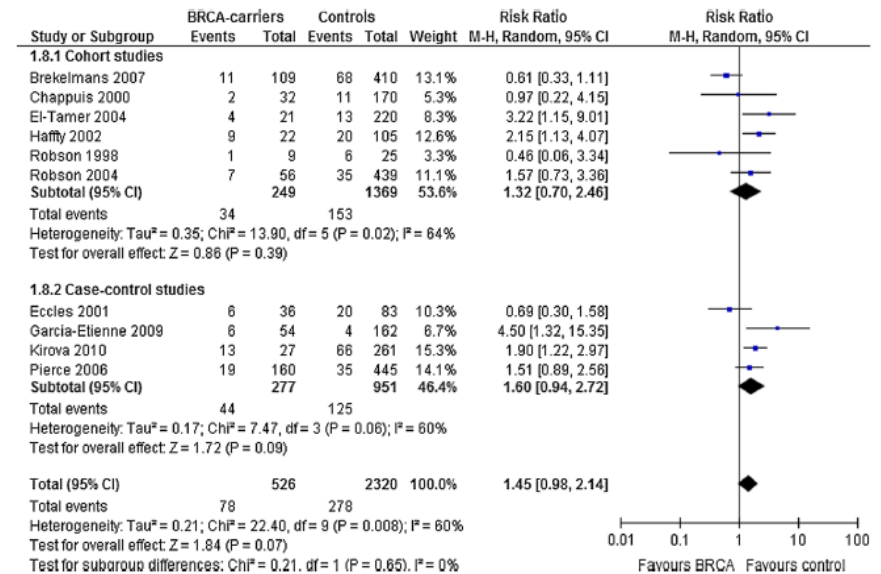 BRCA-carriers Controls Risk Ratio Risk Ratio
Study or Subgroup Events Total Events Total Weight M-H, Random, 95% CI M-H, Random, 95% CI
1.8.1 Cohort studies
Brekelmans 2007 11 109 68 410 13.1% 0.61 [0.33, 1.11]
Chappuis 2000 2 32 11 170 5.3% 0.97 [0.22, 4.15]
El-Tamer 2004 4 21 13 220 8.3% 3.22 [1.15, 9.01]
Haffty 2002 9 22 20 105 12.6% 2.15 [1.13, 4.07]
Robson 1998 1 9 6 25 3.3% 0.46 [0.06, 3.34]
Robson 2004 7 56 35 439 11.1% 1.57 [0.73, 3.36]
Subtotal (95% CI) 249 1369 53.6% 1.32 [0.70, 2.46]
Total events 34 153
Heterogeneity: Tau² = 0.35; Chi² = 13.90, df = 5 (P = 0.02); I² = 64%
Test for overall effect: Z = 0.86 (P = 0.39)
1.8.2 Case-control studies
Eccles 2001 6 36 20 83 10.3% 0.69 [0.30, 1.58]
Garcia-Etienne 2009 6 54 4 162 6.7% 4.50 [1.32, 15.35]
Kirova 2010 13 27 66 261 15.3% 1.90 [1.22, 2.97]
Pierce 2006 19 160 35 445 14.1% 1.51 [0.89, 2.56]
Subtotal (95% CI) 277 951 46.4% 1.60 [0.94, 2.72]
Total events 44 125
Heterogeneity: Tau² = 0.17; Chi² = 7.47, df = 3 (P = 0.06); I² = 60%
Test for overall effect: Z = 1.72 (P = 0.09)
Total (95% CI) 526 2320 100.0% 1.45 [0.98, 2.14]
Total events 78 278
Heterogeneity: Tau² = 0.21; Chi² = 22.40, df = 9 (P = 0.008); I² = 60%
Test for overall effect: Z = 1.84 (P = 0.07)
Test for subgroup differences: Chi² = 0.21, df = 1 (P = 0.65), I² = 0%
0.01 0.1 1 10 100
Favours BRCA Favours control